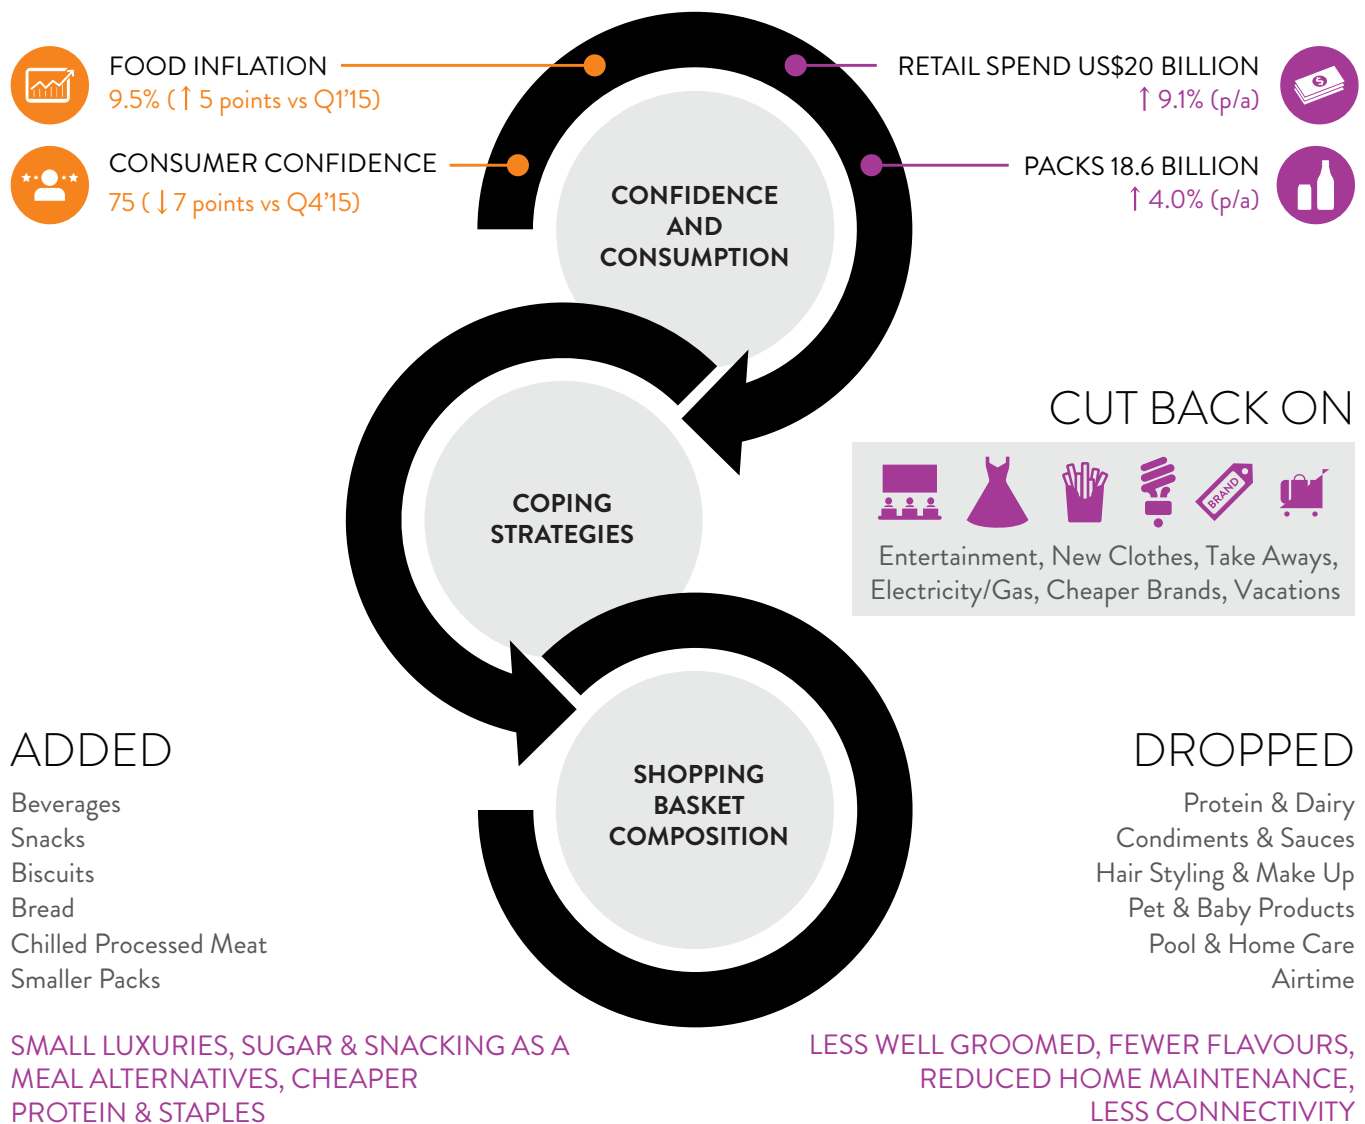 FOOD INFLATION
9.5% (↑ 5 points vs Q1'15)
CONSUMER CONFIDENCE
75 (↓ 7 points vs Q4'15)
RETAIL SPEND US$20 BILLION
↑ 9.1% (p/a)
PACKS 18.6 BILLION
↑ 4.0% (p/a)
CONFIDENCE
AND
CONSUMPTION
CUT BACK ON
BRAND
Entertainment, New Clothes, Take Aways,
Electricity/Gas, Cheaper Brands, Vacations
COPING
STRATEGIES
SHOPPING
BASKET
COMPOSITION
ADDED
Beverages
Snacks
Biscuits
Bread
Chilled Processed Meat
Smaller Packs
SMALL LUXURIES, SUGAR & SNACKING AS A
MEAL ALTERNATIVES, CHEAPER
PROTEIN & STAPLES
DROPPED
Protein & Dairy
Condiments & Sauces
Hair Styling & Make Up
Pet & Baby Products
Pool & Home Care
Airtime
LESS WELL GROOMED, FEWER FLAVOURS,
REDUCED HOME MAINTENANCE,
LESS CONNECTIVITY